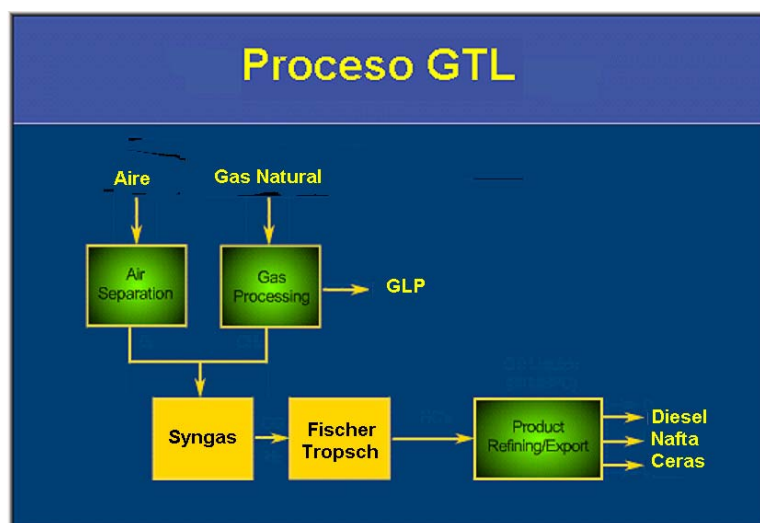 Proceso GTL
Aire
Gas Natural
Air
Separation
Gas
Processing
GLP
Syngas
Fischer
Tropsch
Product
Refining/Export
Diesel
Nafta
Ceras